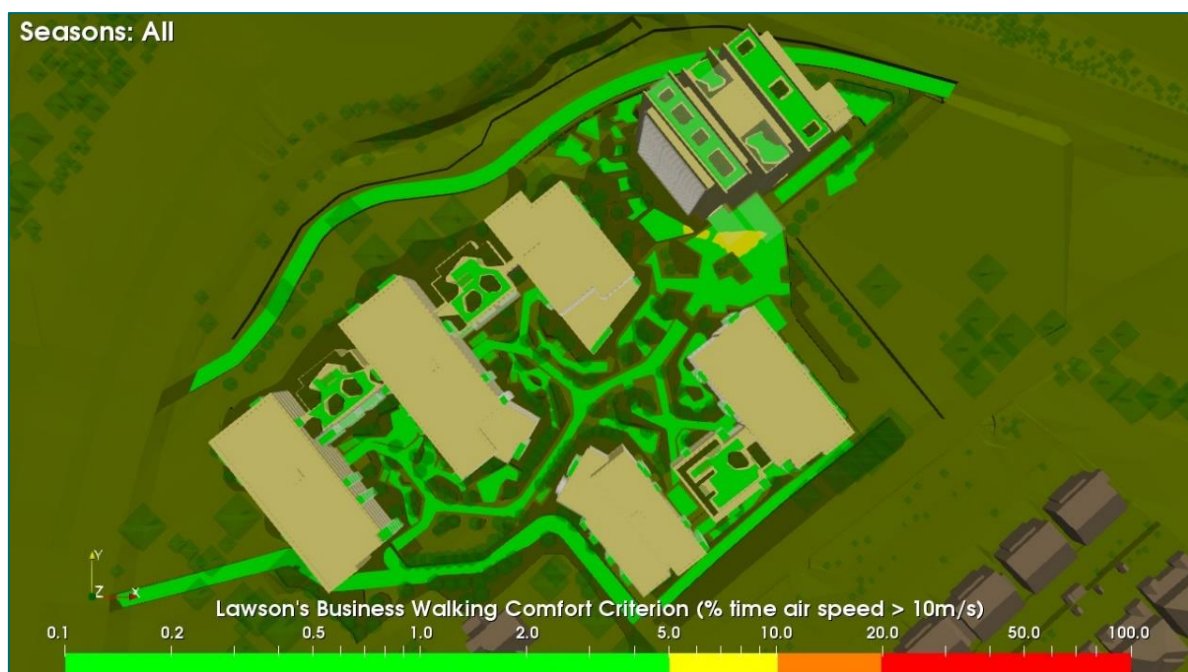 Seasons: All
Y
Z X
Lawson's Business Walking Comfort Criterion (% time air speed > 10m/s)
0.1 0.2 0.5 1.0 2.0 5.0 10.0 20.0 50.0 100.0